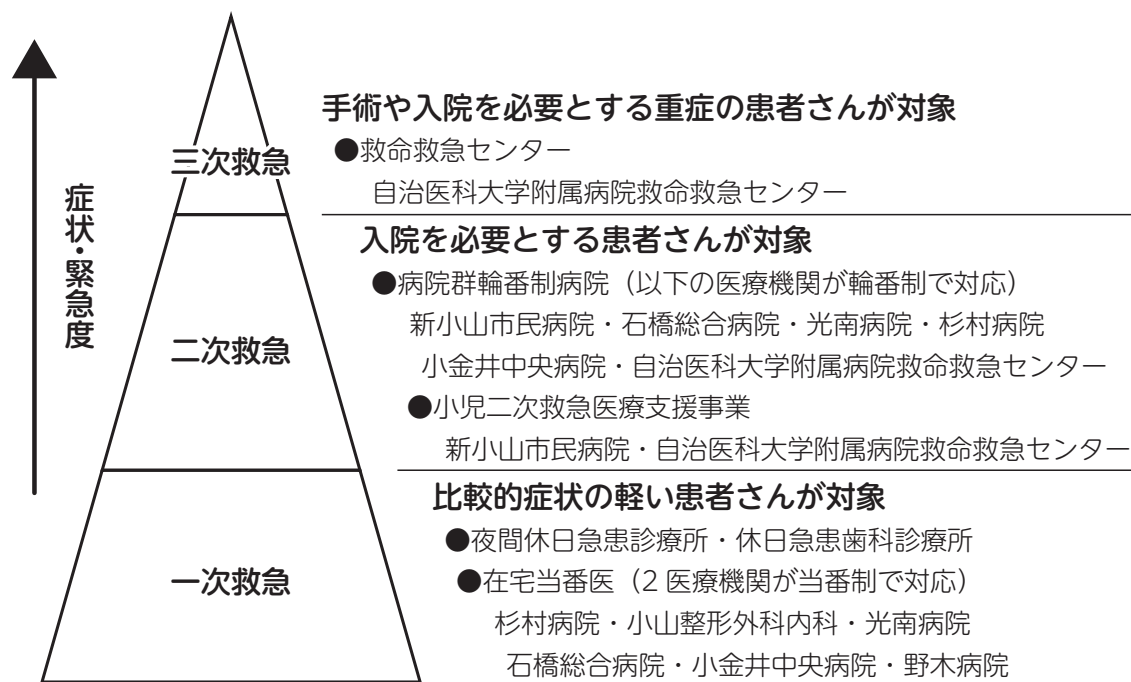 症状・緊急度
三次救急
手術や入院を必要とする重症の患者さんが対象
●救命救急センター
自治医科大学附属病院救命救急センター
二次救急
入院を必要とする患者さんが対象
●病院群輪番制病院（以下の医療機関が輪番制で対応）
新小山市民病院・石橋総合病院・光南病院・杉村病院
小金井中央病院・自治医科大学附属病院救命救急センター
●小児二次救急医療支援事業
新小山市民病院・自治医科大学附属病院救命救急センター
一次救急
比較的症状の軽い患者さんが対象
●夜間休日急患診療所・休日急患歯科診療所
●在宅当番医（2 医療機関が当番制で対応）
杉村病院・小山整形外科内科・光南病院
石橋総合病院・小金井中央病院・野木病院